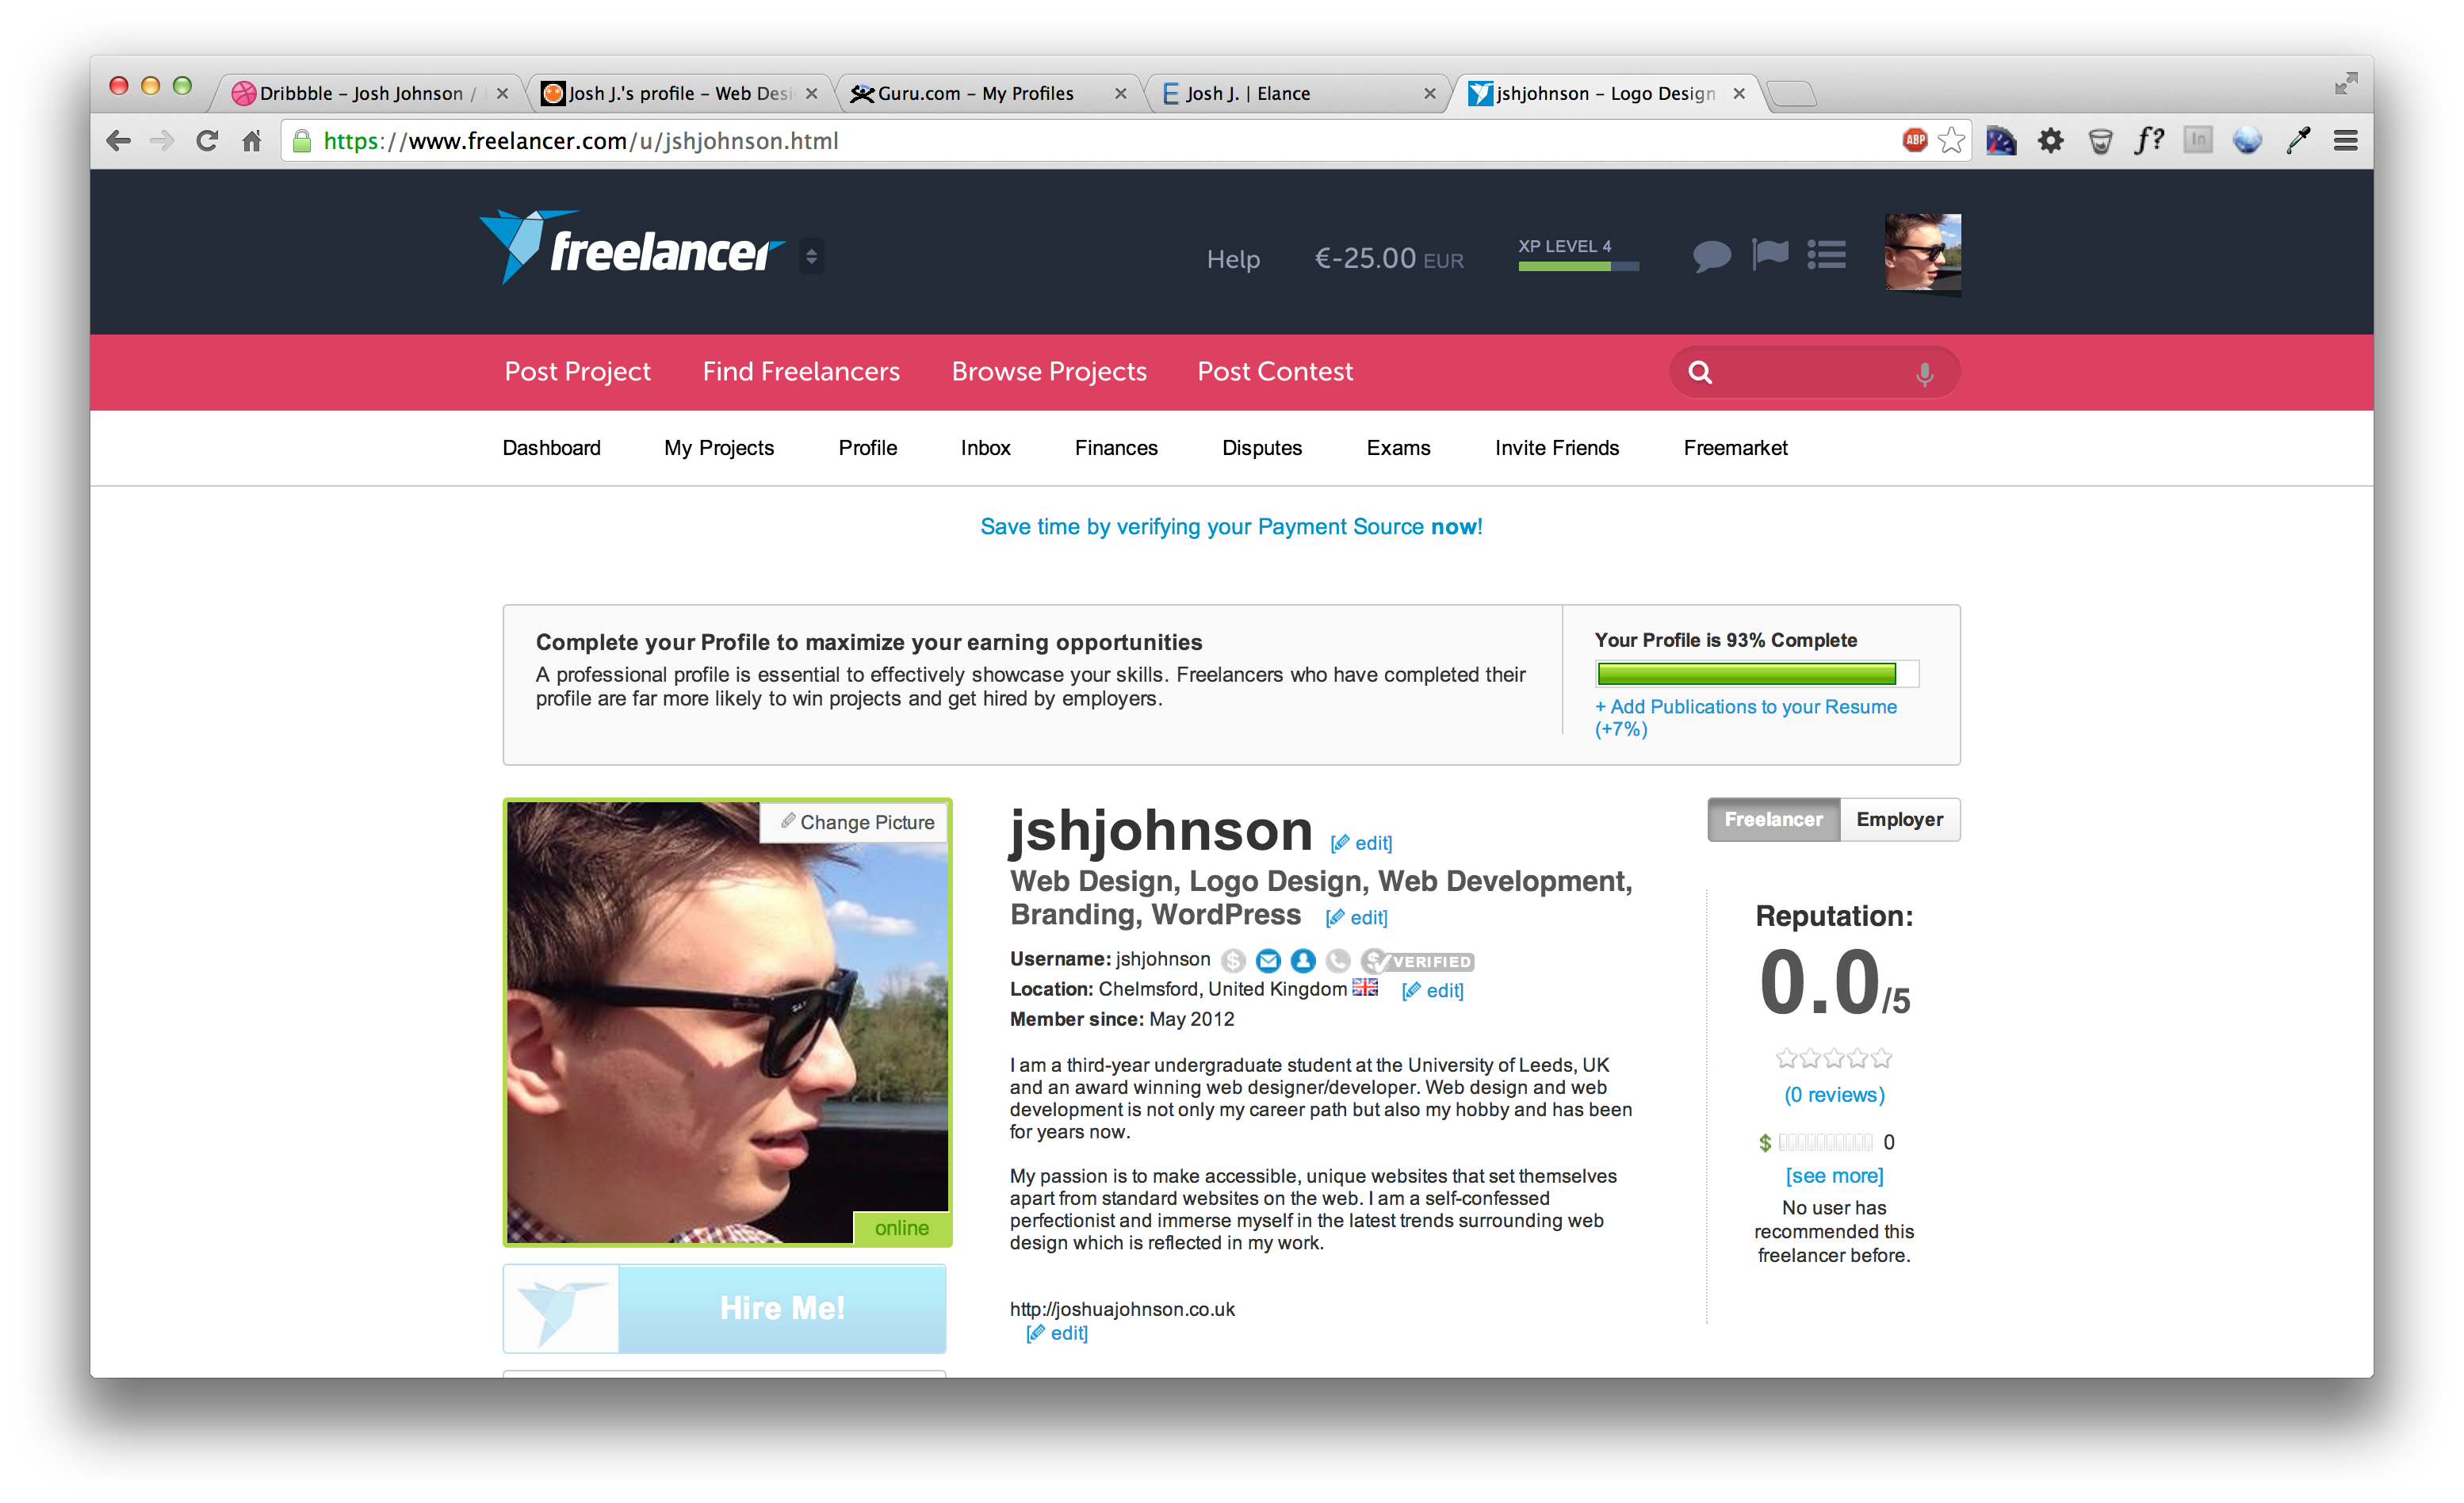 Dribbble – Josh Johnson /
Josh J.'s profile – Web Desi
Guru.com – My Profiles
Josh J. | Elance
jshjohnson – Logo Design
https://www.freelancer.com/u/jshjohnson.html
ABP
f?
In
freelancer
Help
€-25.00 EUR
XP LEVEL 4
Post Project
Find Freelancers
Browse Projects
Post Contest
Dashboard
My Projects
Profile
Inbox
Finances
Disputes
Exams
Invite Friends
Freemarket
Save time by verifying your Payment Source now!
Complete your Profile to maximize your earning opportunities
A professional profile is essential to effectively showcase your skills. Freelancers who have completed their
profile are far more likely to win projects and get hired by employers.
Your Profile is 93% Complete
+ Add Publications to your Resume
(+7%)
Change Picture
online
Hire Me!
jshjohnson [edit]
Web Design, Logo Design, Web Development,
Branding, WordPress [edit]
Username: jshjohnson $ $ VERIFIED
Location: Chelmsford, United Kingdom [edit]
Member since: May 2012
I am a third-year undergraduate student at the University of Leeds, UK
and an award winning web designer/developer. Web design and web
development is not only my career path but also my hobby and has been
for years now.
My passion is to make accessible, unique websites that set themselves
apart from standard websites on the web. I am a self-confessed
perfectionist and immerse myself in the latest trends surrounding web
design which is reflected in my work.
http://joshuajohnson.co.uk
[edit]
Freelancer
Employer
Reputation:
0.0/5
(0 reviews)
$ 0
[see more]
No user has
recommended this
freelancer before.